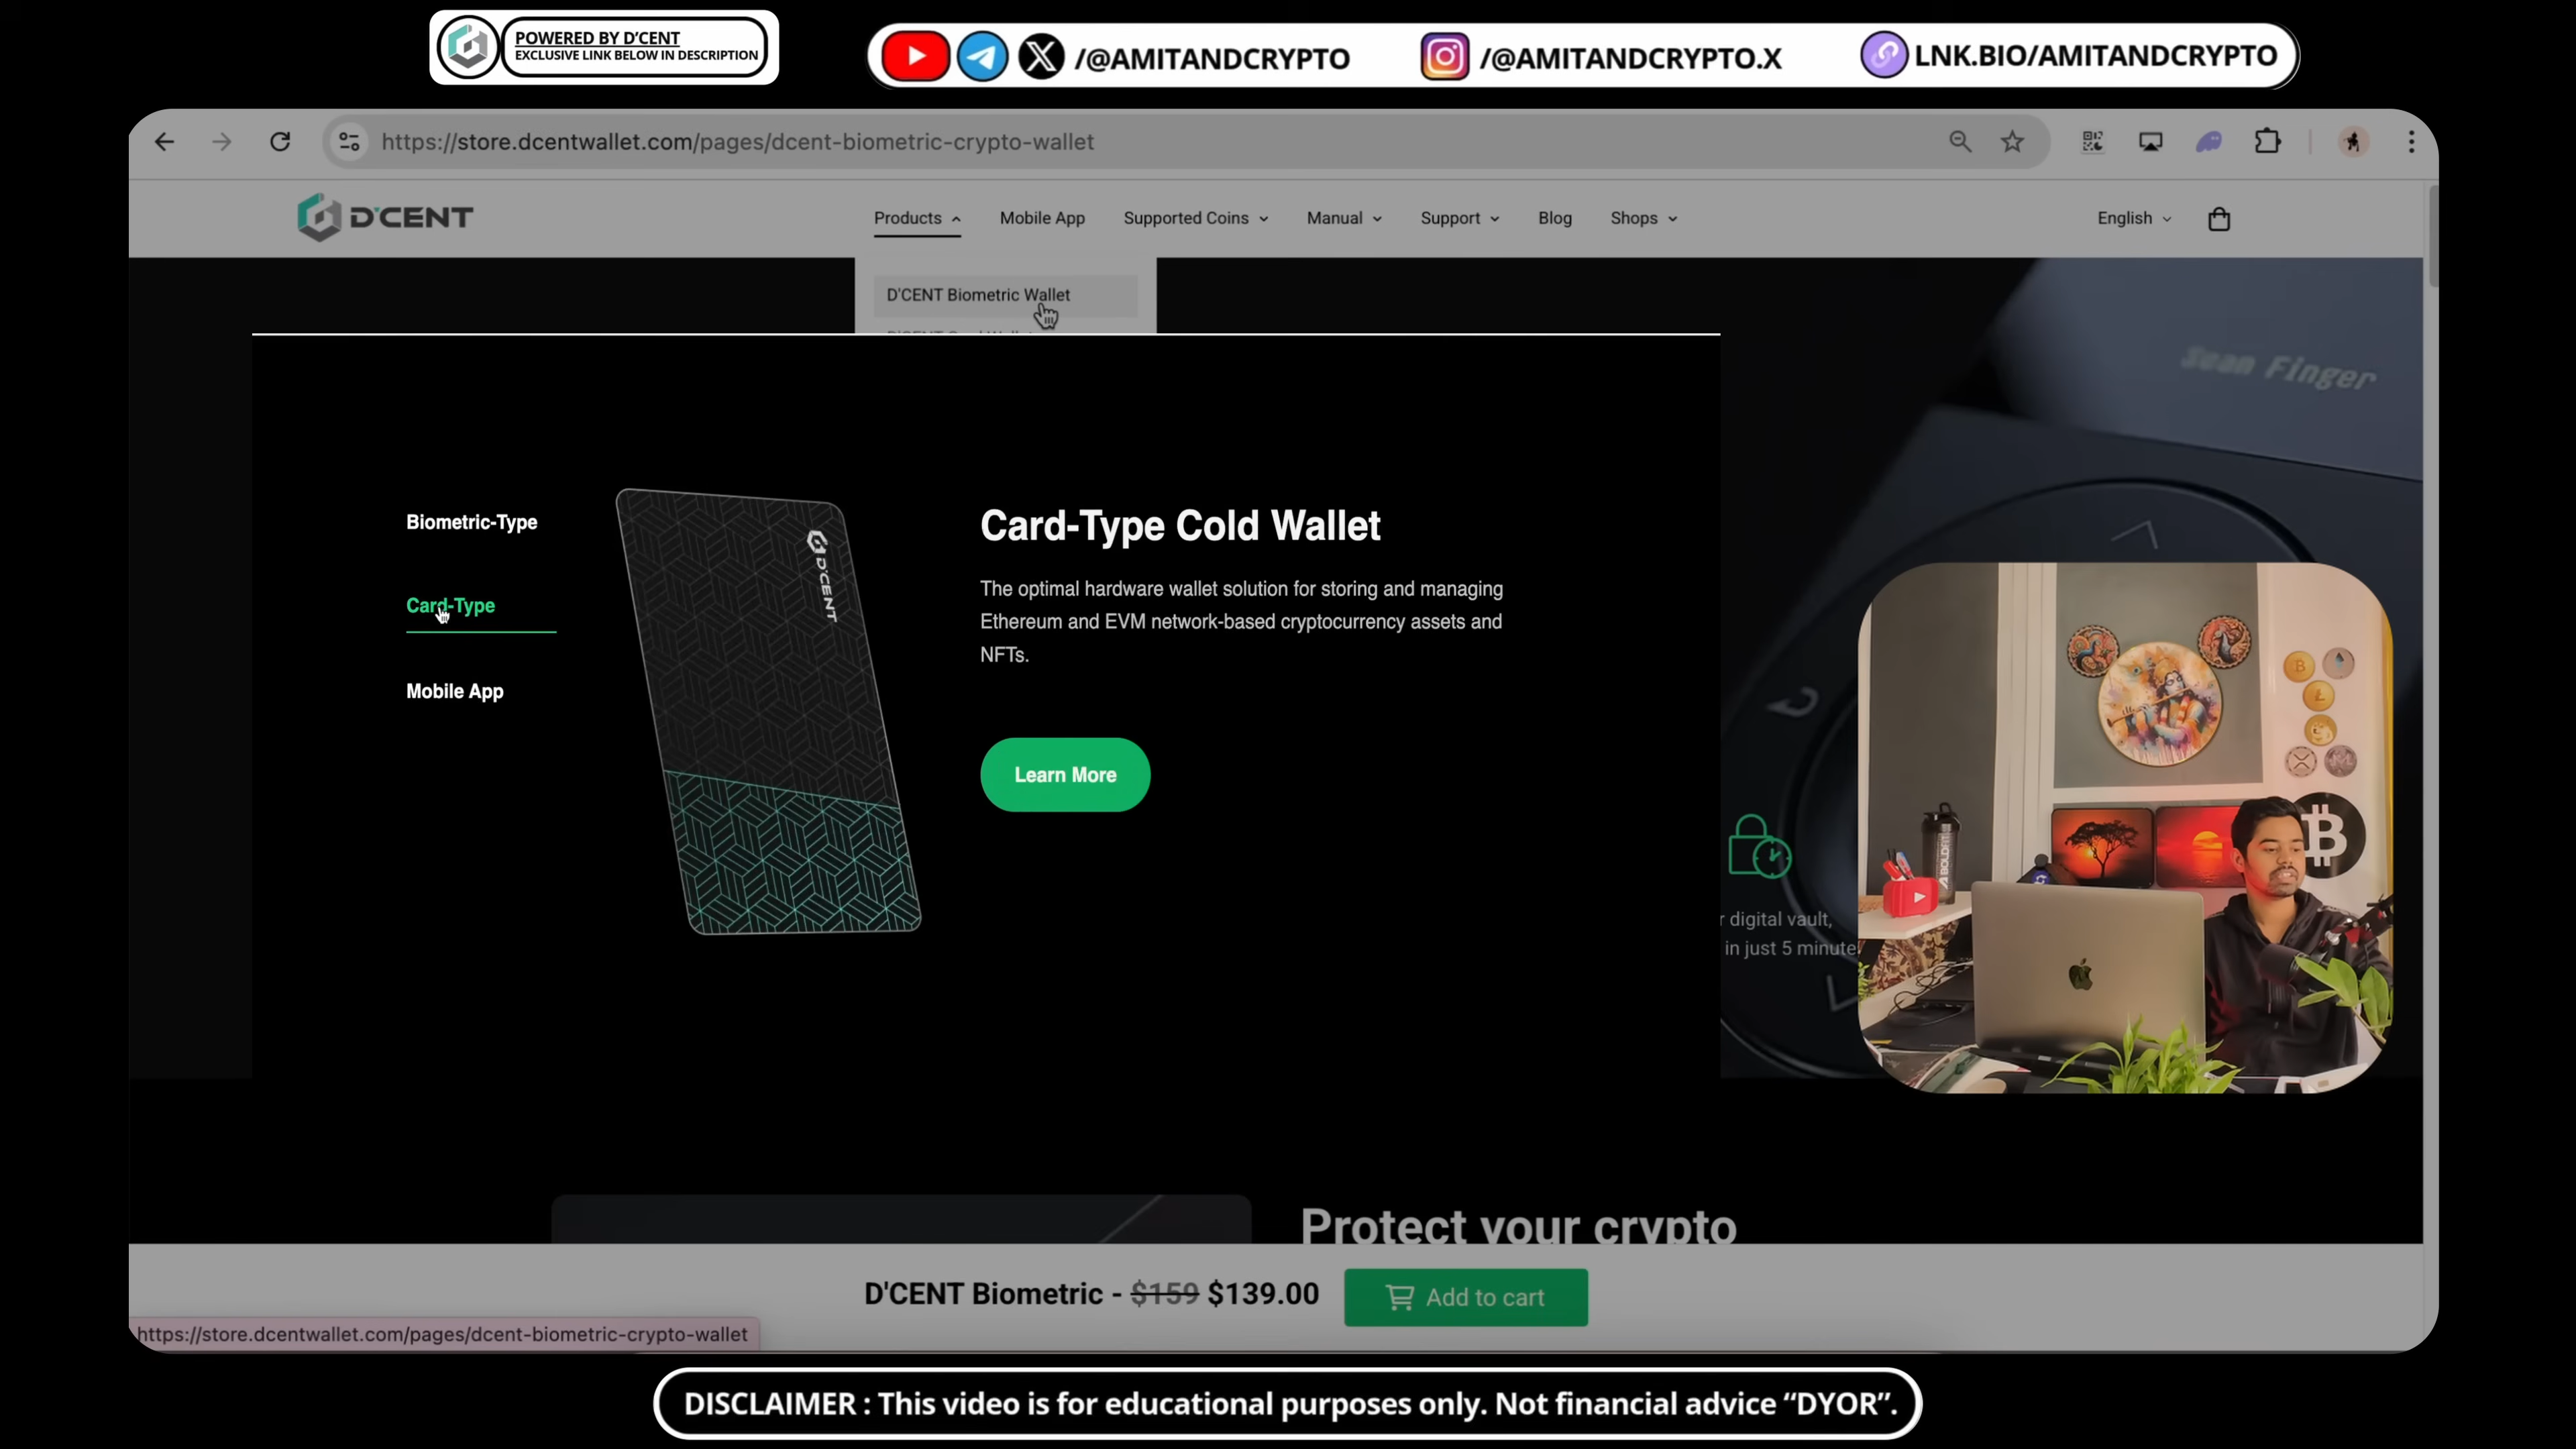 POWERED BY D'CENT
EXCLUSIVE LINK BELOW IN DESCRIPTION
/@AMITANDCRYPTO
/@AMITANDCRYPTO.X
LNK.BIO/AMITANDCRYPTO
https://store.dcentwallet.com/pages/dcent-biometric-crypto-wallet
D'CENT
Products
Mobile App
Supported Coins
Manual
Support
Blog
Shops
English
D'CENT Biometric Wallet
Finger
Biometric-Type
Card-Type
Mobile App
D'CENT
Card-Type Cold Wallet
The optimal hardware wallet solution for storing and managing
Ethereum and EVM network-based cryptocurrency assets and
NFTs.
Learn More
digital vault,
in just 5 minute
BOLDFIT
Protect your crypto
D'CENT Biometric - $159 $139.00
Add to cart
https://store.dcentwallet.com/pages/dcent-biometric-crypto-wallet
DISCLAIMER : This video is for educational purposes only. Not financial advice “DYOR”.